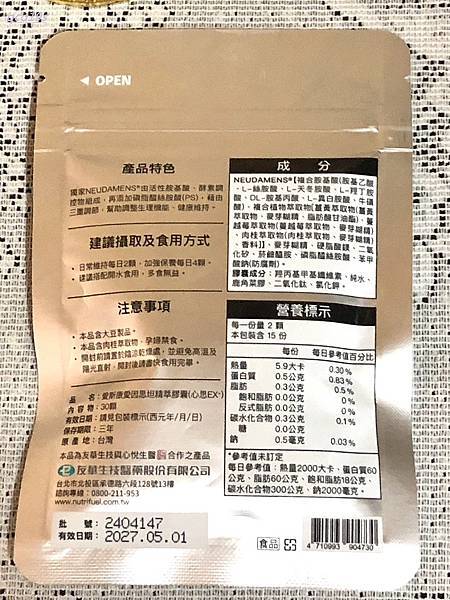 ◀ OPEN
產品特色
獨家NEUDAMENS®由活性胺基酸、酵素調
控物組成，再添加磷脂醯絲胺酸(PS)，藉由
三重調節，幫助調整生理機能、健康維持。
建議攝取及食用方式
• 日常維持每日2顆，加強保養每日4顆。
• 建議搭配開水食用，多食無益。
注意事項
• 本品含大豆製品。
• 本品含肉桂萃取物，孕婦禁食。
• 開封前請置於陰涼乾燥處，並避免高溫及
陽光直射，開封後請儘快食用完畢。
成分
NEUDAMENS®【複合胺基酸(胺基乙酸
、L-絲胺酸、L-天冬胺酸、L-羥丁胺
酸、DL-胺基丙酸、L-異白胺酸、牛磺
酸)、複合植物萃取物{薑黃萃取物(薑黃
萃取物、麥芽糊精、脂肪酸甘油酯)、蔓
越莓萃取物(蔓越莓萃取物、麥芽糊精)
、肉桂萃取物(肉桂萃取物、麥芽糊精)
、香料}】、麥芽糊精、硬脂酸鎂、二氧
化矽、菸鹼醯胺、磷脂醯絲胺酸、苯甲
酸鈉(防腐劑)。
膠囊成分：羥丙基甲基纖維素、純水、
鹿角菜膠、二氧化鈦、氯化鉀。
營養標示
每一份量 2 顆
本包裝含 15 份
每份 每日參考值百分比
熱量 5.9大卡 0.30%
蛋白質 0.5公克 0.83%
脂肪 0.3公克 0.5%
飽和脂肪 0.0公克 0%
反式脂肪 0.0公克
碳水化合物 0.3公克 0.1%
糖 0.0公克
鈉 0.5毫克 0.03%
*參考值未訂定
每日參考值：熱量2000大卡、蛋白質60
公克、脂肪60公克、飽和脂肪18公克、
碳水化合物300公克、鈉2000毫克。
品名：愛斯康愛因思坦精萃膠囊(心思EX+)
內容物：30顆
有效日期：請見包裝標示(西元年/月/日)
保存期限：三年
原產地：台灣
本品為友華生技與心悅生醫合作之產品
友華生技醫藥股份有限公司
台北市北投區承德路六段128號13樓
諮詢專線：0800-211-953
www.nutrifuel.com.tw
批號：2404147
有效日期：2027.05.01
食品
4 710993 904730